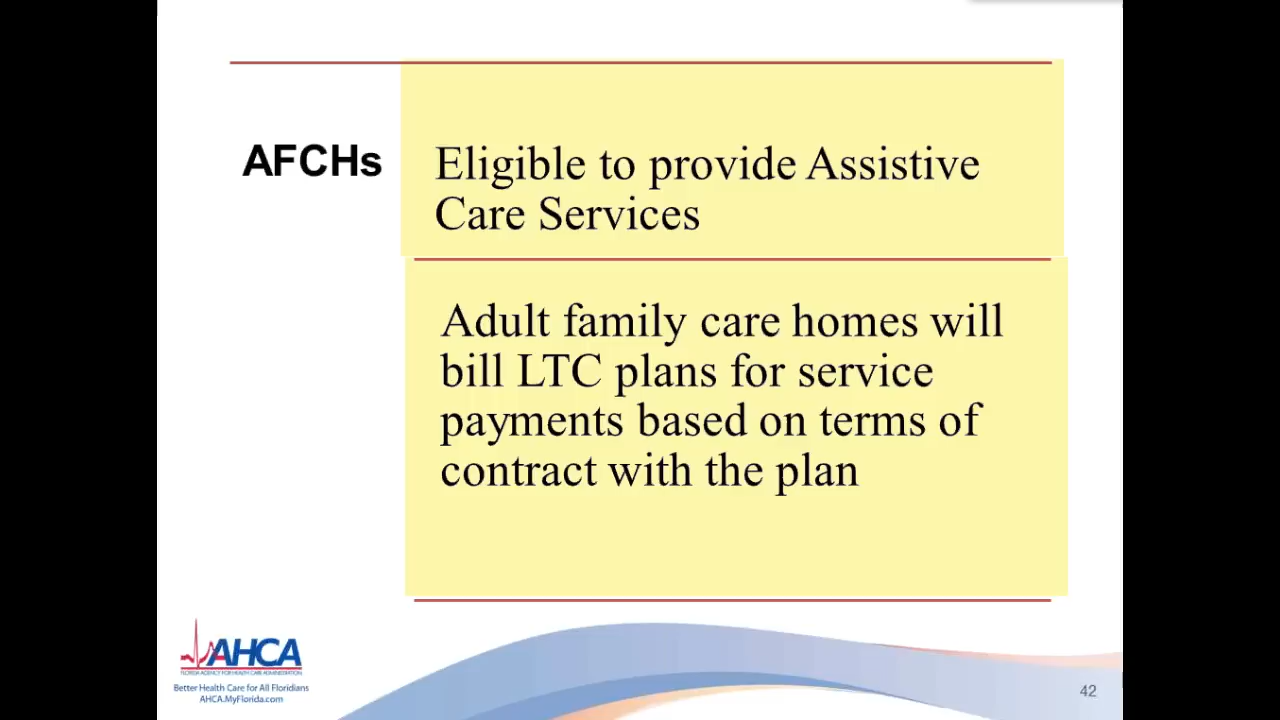 AFCHs
Eligible to provide Assistive
Care Services
Adult family care homes will
bill LTC plans for service
payments based on terms of
contract with the plan
AHCA
FLORIDA AGENCY FOR HEALTH CARE ADMINISTRATION
Better Health Care for All Floridians
AHCA.MyFlorida.com
42